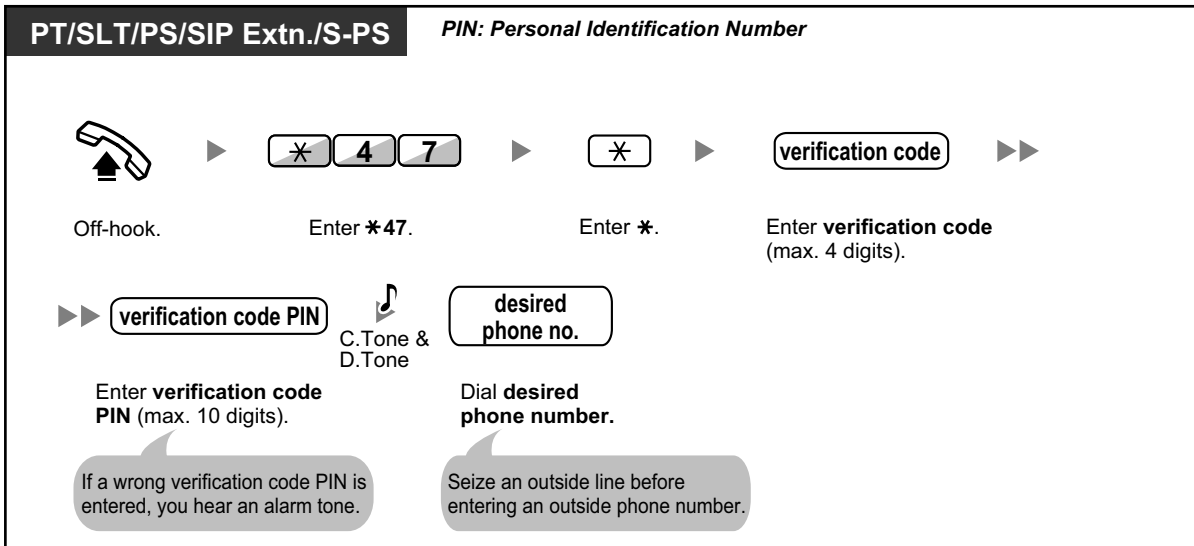 PT/SLT/PS/SIP Extn./S-PS
PIN: Personal Identification Number
* 4 7
*
verification code
Off-hook.
Enter *47.
Enter *.
Enter verification code
(max. 4 digits).
verification code PIN
C.Tone &
D.Tone
desired
phone no.
Enter verification code
PIN (max. 10 digits).
Dial desired
phone number.
If a wrong verification code PIN is
entered, you hear an alarm tone.
Seize an outside line before
entering an outside phone number.